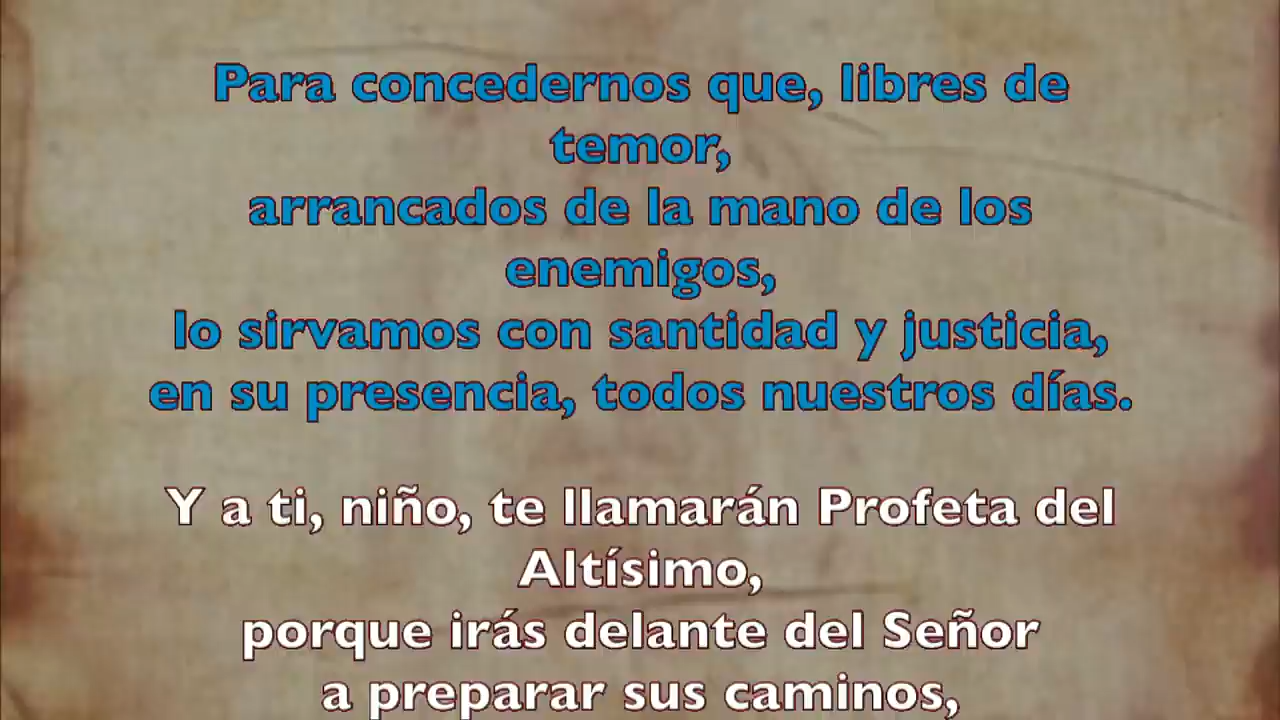 Para concedernos que, libres de
temor,
arrancados de la mano de los
enemigos,
lo sirvamos con santidad y justicia,
en su presencia, todos nuestros días.
Y a ti, niño, te llamarán Profeta del
Altísimo,
porque irás delante del Señor
a preparar sus caminos,